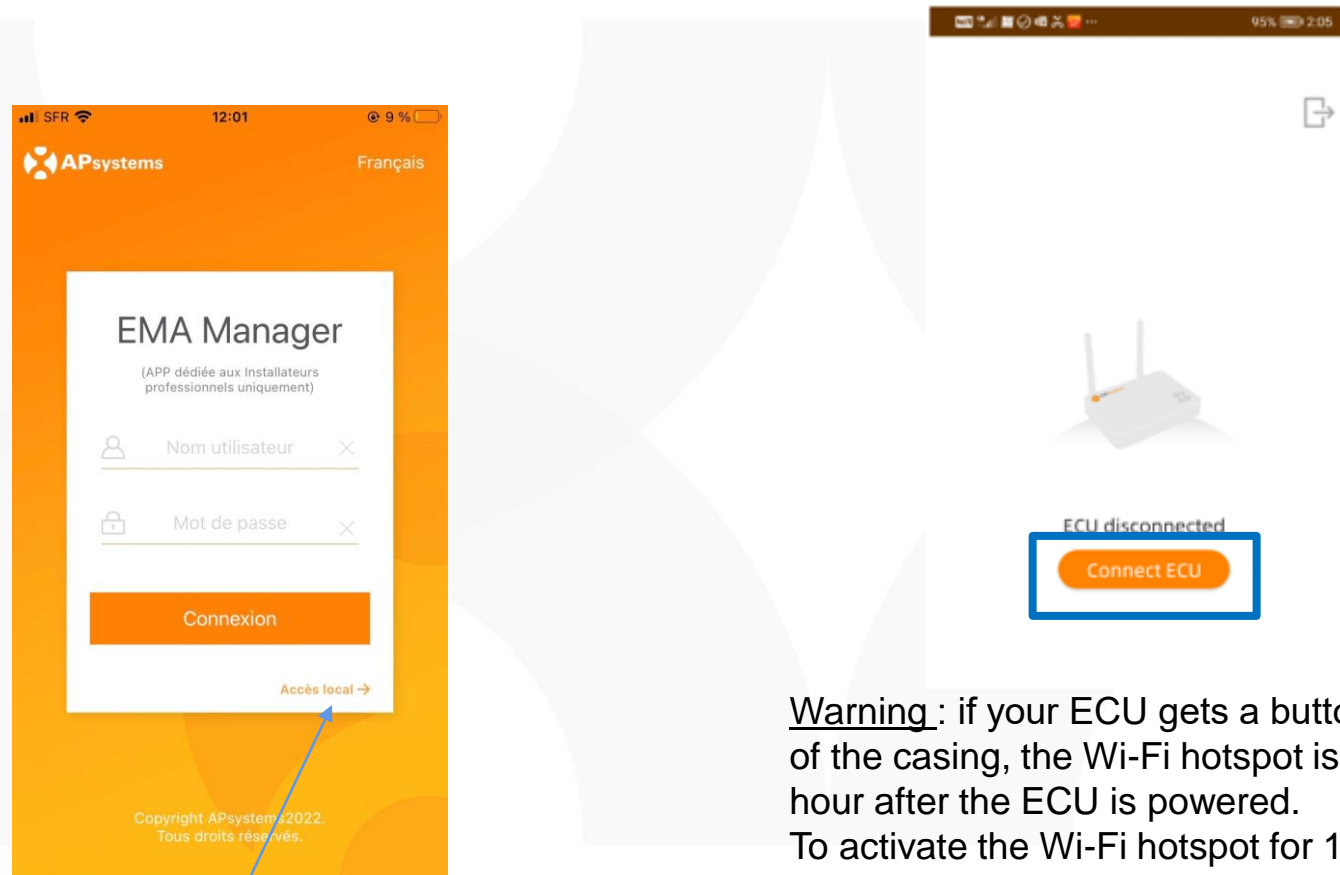 SFR 12:01 9 %
APsystems Français
EMA Manager
(APP dédiée aux Installateurs
professionnels uniquement)
Nom utilisateur
Mot de passe
Connexion
Accès local →
Copyright APsystems2022.
Tous droits réservés.
95% 2:05
ECU disconnected
Connect ECU
Warning : if your ECU gets a butto
of the casing, the Wi-Fi hotspot is
hour after the ECU is powered.
To activate the Wi-Fi hotspot for 1